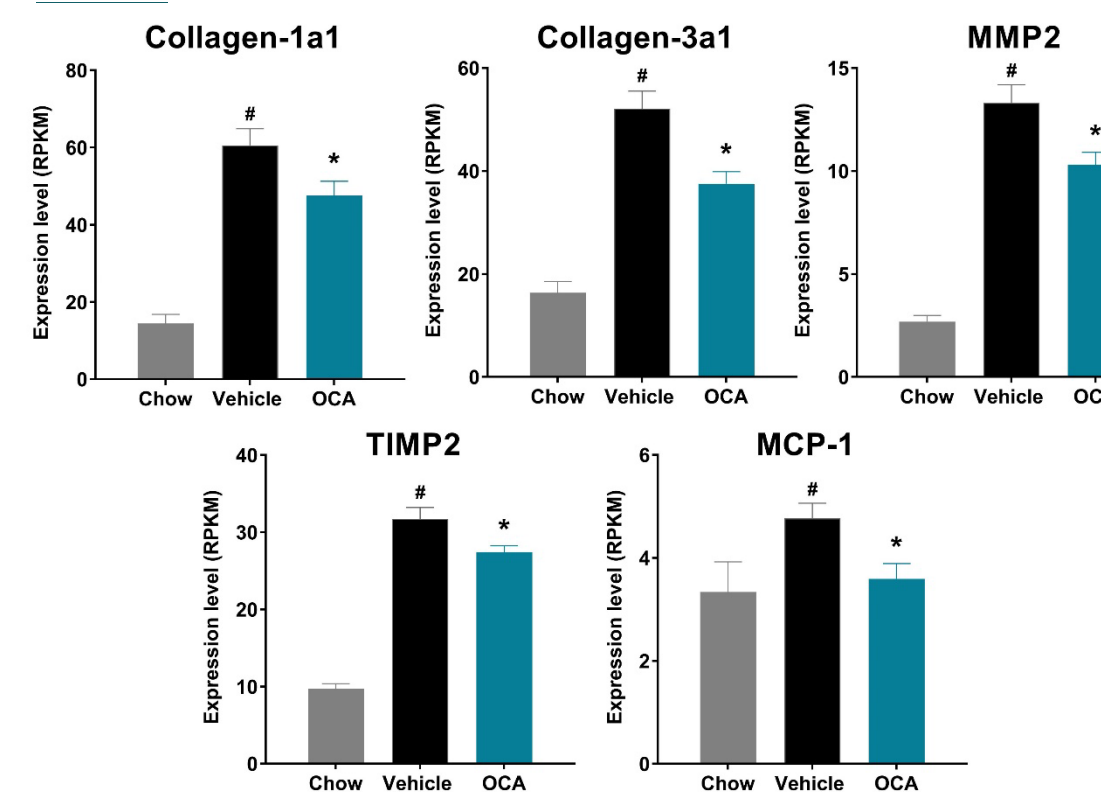 Collagen-1a1
Expression level (RPKM)
80
60
40
20
0
#
*
Chow Vehicle OCA
Collagen-3a1
Expression level (RPKM)
60
40
20
0
#
*
Chow Vehicle OCA
MMP2
Expression level (RPKM)
15
10
5
0
#
*
Chow Vehicle OC
TIMP2
Expression level (RPKM)
40
30
20
10
0
#
*
Chow Vehicle OCA
MCP-1
Expression level (RPKM)
6
4
2
0
#
*
Chow Vehicle OCA